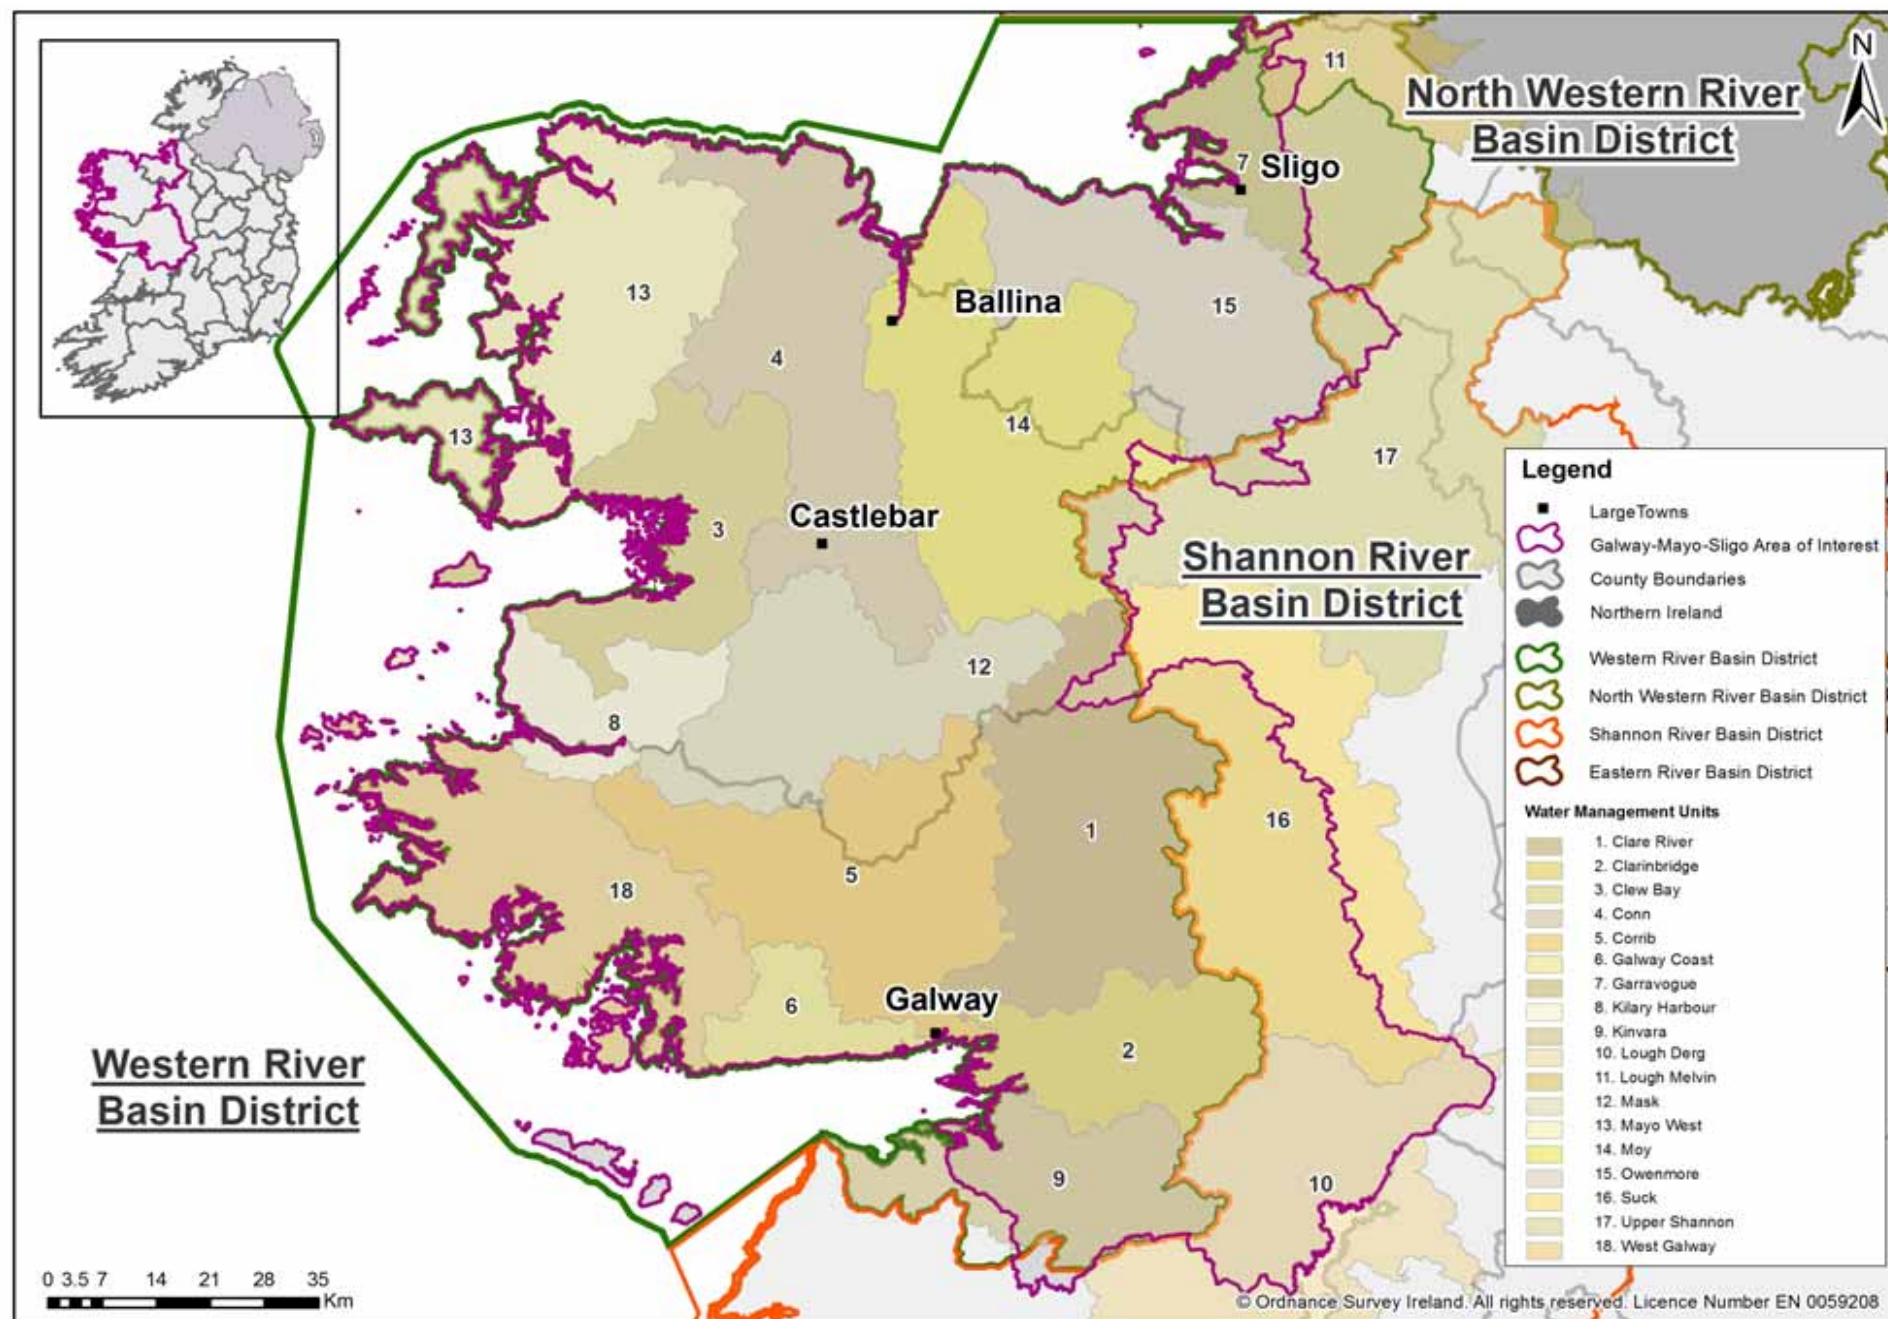 N
11
North Western River
Basin District
7
Sligo
13
Ballina
15
4
13
14
17
Castlebar
3
Shannon River
Basin District
12
8
16
1
5
18
Galway
6
2
Western River
Basin District
9
10
0 3.5 7 14 21 28 35
Km
Legend
LargeTowns
Galway-Mayo-Sligo Area of Interest
County Boundaries
Northern Ireland
Western River Basin District
North Western River Basin District
Shannon River Basin District
Eastern River Basin District
Water Management Units
1. Clare River
2. Clarinbridge
3. Clew Bay
4. Conn
5. Corrib
6. Galway Coast
7. Garravogue
8. Kilary Harbour
9. Kinvara
10. Lough Derg
11. Lough Melvin
12. Mask
13. Mayo West
14. Moy
15. Owenmore
16. Suck
17. Upper Shannon
18. West Galway
© Ordnance Survey Ireland. All rights reserved. Licence Number EN 0059208